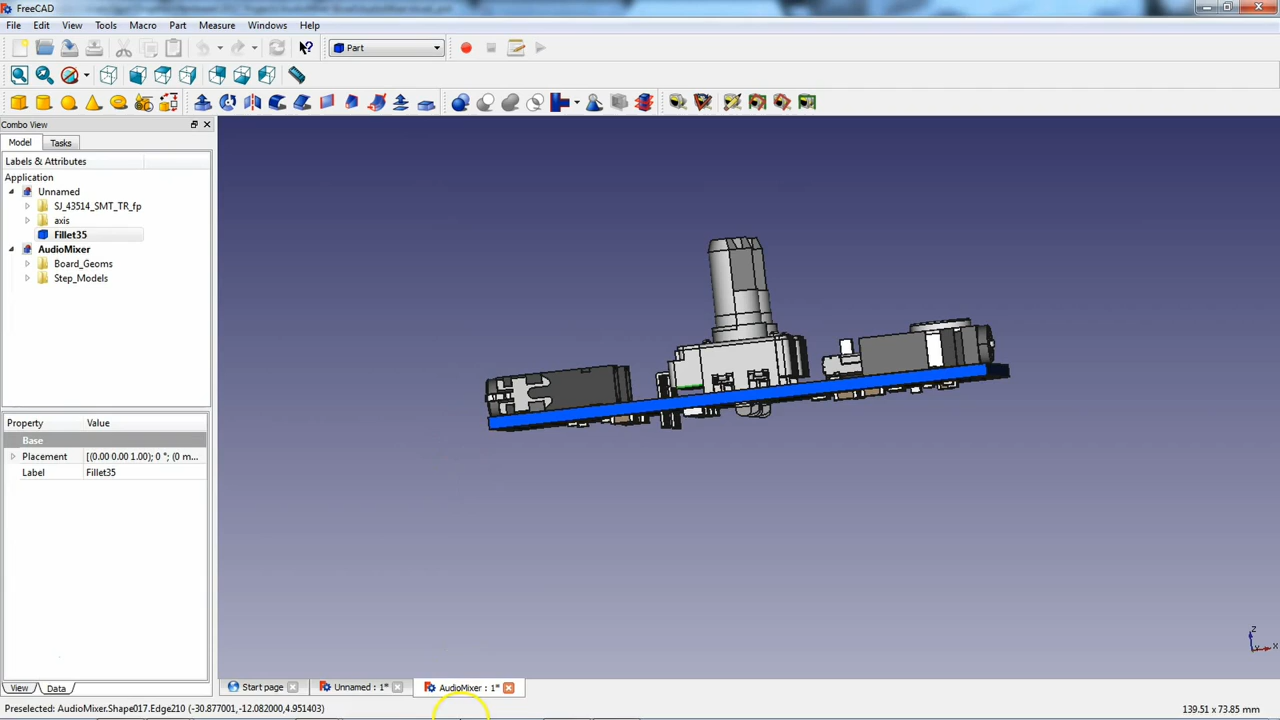 FreeCAD
File Edit View Tools Macro Part Measure Windows Help
Part
Combo View
Model Tasks
Labels & Attributes
Application
Unnamed
SJ_43514_SMT_TR_fp
axis
Fillet35
AudioMixer
Board_Geoms
Step_Models
Property Value
Base
Placement [(0.00 0.00 1.00); 0 °; (0 m...
Label Fillet35
z
x
View Data
Start page Unnamed : 1* AudioMixer : 1*
Preselected: AudioMixer.Shape017.Edge210 (-30.877001,-12.082000,4.951403) 139.51 x 73.85 mm